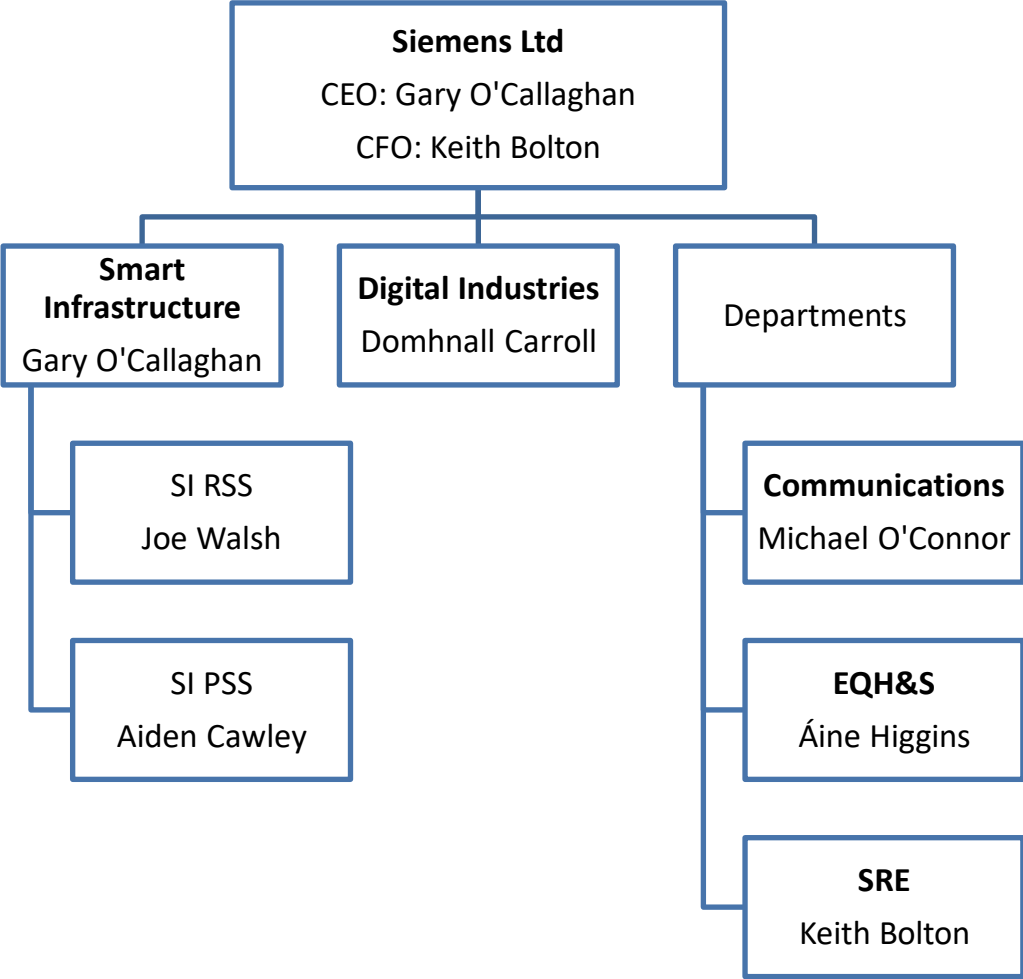 Siemens Ltd
CEO: Gary O'Callaghan
CFO: Keith Bolton
Smart
Infrastructure
Gary O'Callaghan
Digital Industries
Domhnall Carroll
Departments
SI RSS
Joe Walsh
SI PSS
Aiden Cawley
Communications
Michael O'Connor
EQH&S
Áine Higgins
SRE
Keith Bolton